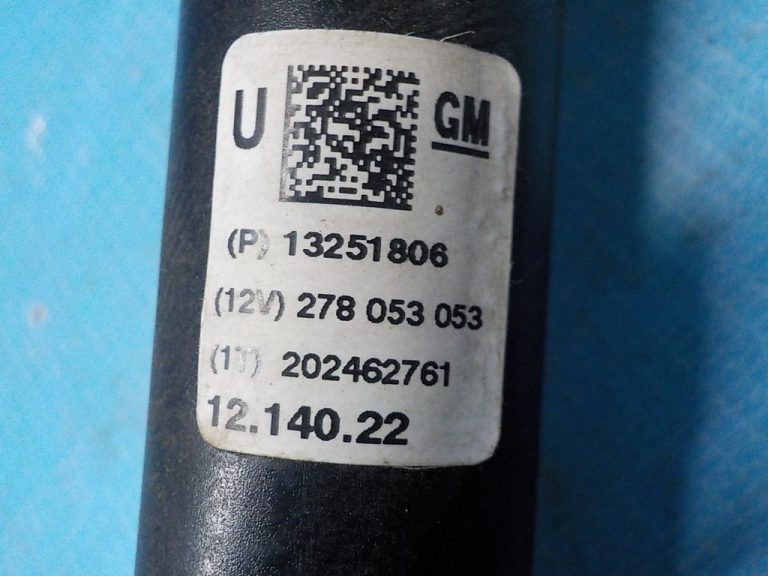 U GM
(P) 13251806
(12V) 278 053 053
(1T) 202462761
12.140.22